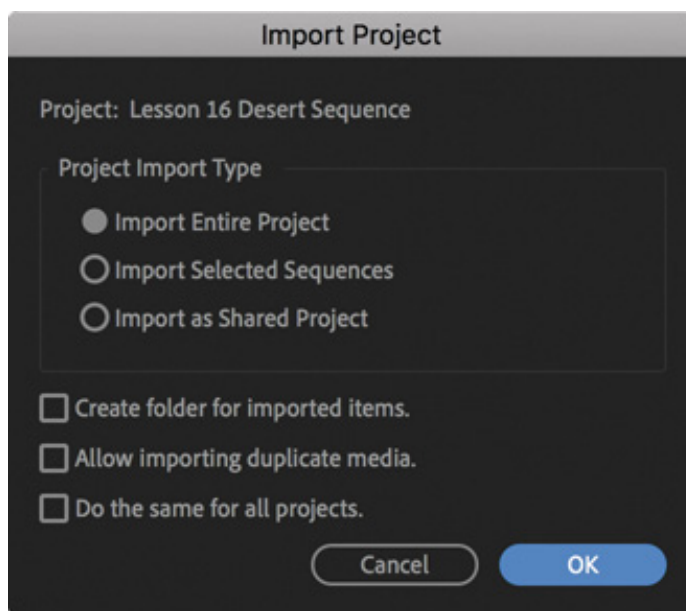 Import Project
Project: Lesson 16 Desert Sequence
Project Import Type
Import Entire Project
Import Selected Sequences
Import as Shared Project
Create folder for imported items.
Allow importing duplicate media.
Do the same for all projects.
Cancel OK